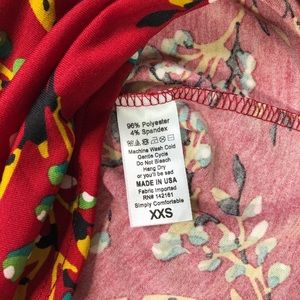 96% Polyester
4% Spandex
Machine Wash Cold
Gentle Cycle
Do Not Bleach
Hang Dry
or you'll be sad
MADE IN USA
Fabric Imported
RN# 142161
Simply Comfortable
XXS